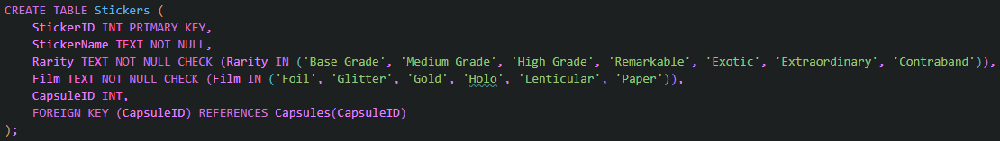 CREATE TABLE Stickers (
    StickerID INT PRIMARY KEY,
    StickerName TEXT NOT NULL,
    Rarity TEXT NOT NULL CHECK (Rarity IN ('Base Grade', 'Medium Grade', 'High Grade', 'Remarkable', 'Exotic', 'Extraordinary', 'Contraband')),
    Film TEXT NOT NULL CHECK (Film IN ('Foil', 'Glitter', 'Gold', 'Holo', 'Lenticular', 'Paper')),
    CapsuleID INT,
    FOREIGN KEY (CapsuleID) REFERENCES Capsules(CapsuleID)
);